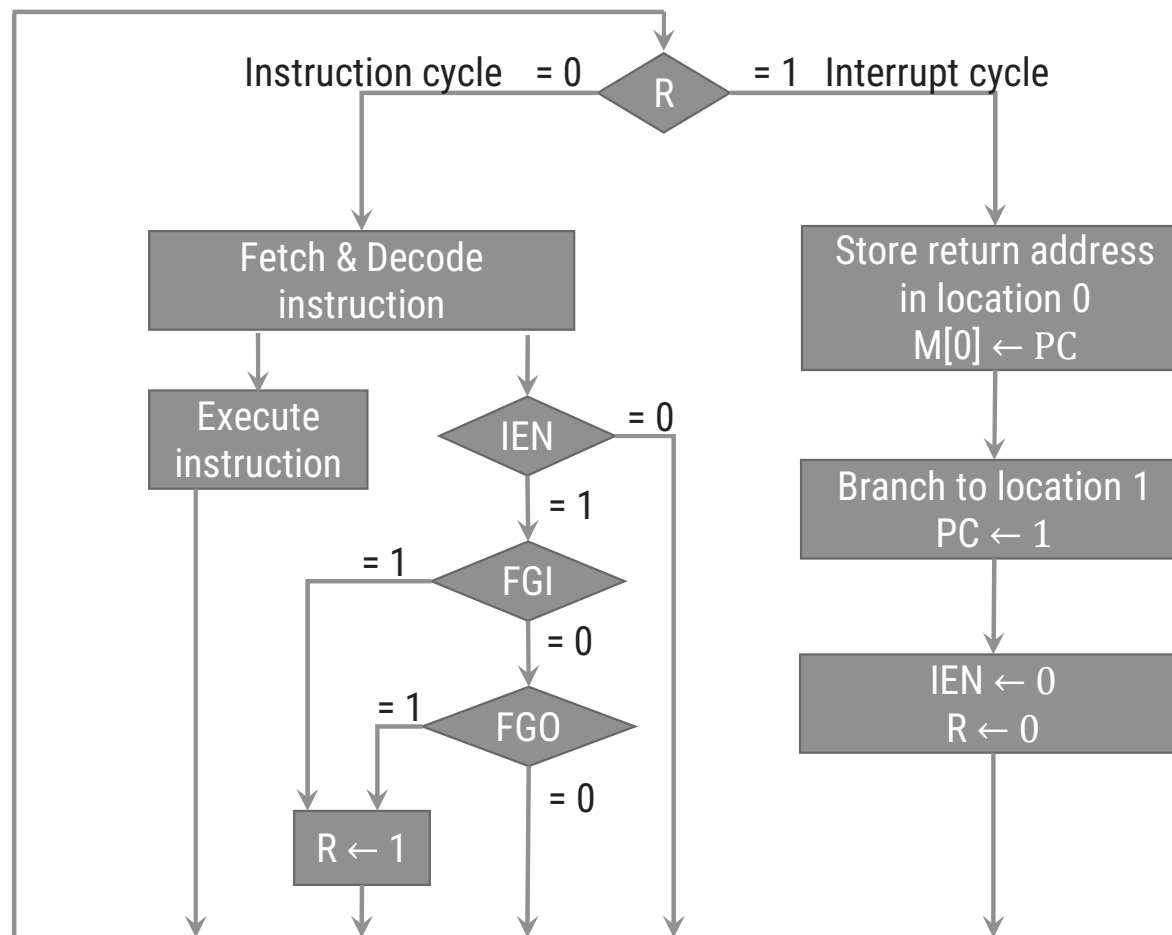 Instruction cycle = 0
R
= 1 Interrupt cycle
Fetch & Decode
instruction
Store return address
in location 0
M[0] ← PC
Execute
instruction
IEN
= 0
= 1
Branch to location 1
PC ← 1
= 1
FGI
= 0
= 1
FGO
= 0
IEN ← 0
R ← 0
R ← 1